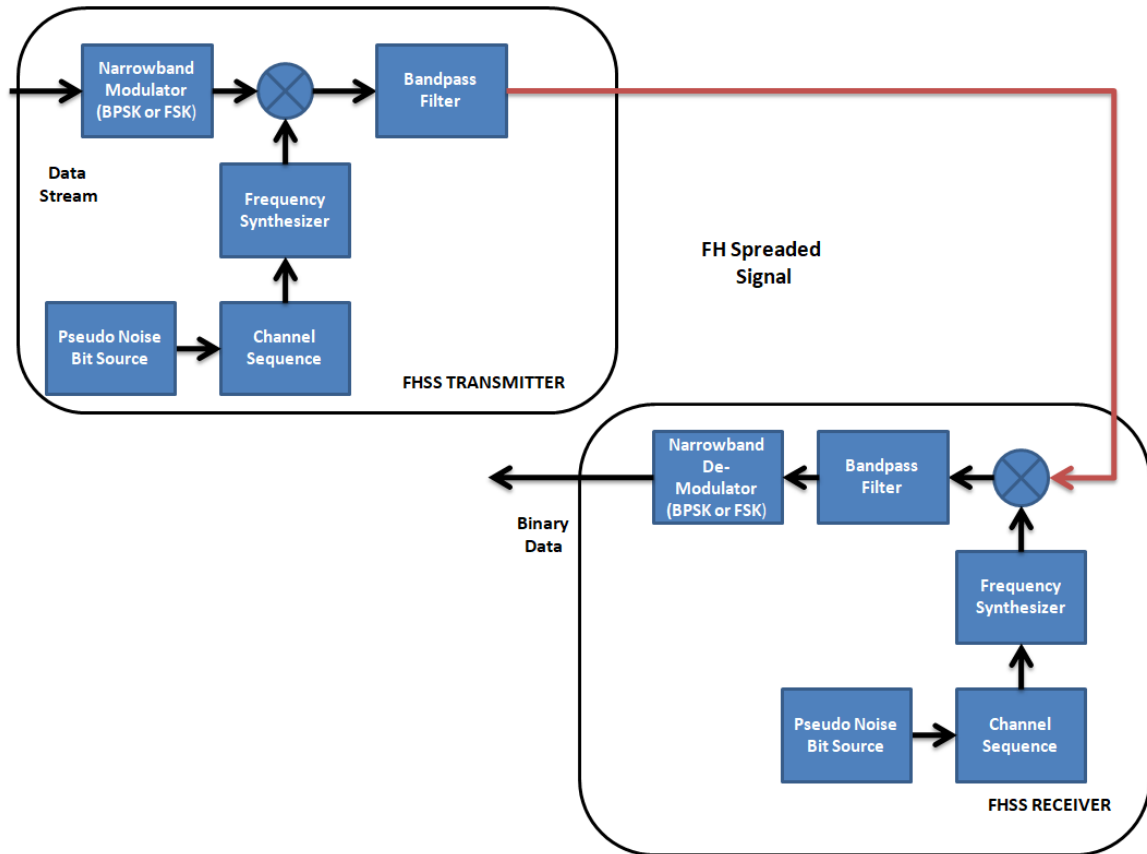 Narrowband
Modulator
(BPSK or FSK)
Bandpass
Filter
Data
Stream
Frequency
Synthesizer
FH Spreaded
Signal
Pseudo Noise
Bit Source
Channel
Sequence
FHSS TRANSMITTER
Narrowband
De-
Modulator
(BPSK or FSK)
Bandpass
Filter
Binary
Data
Frequency
Synthesizer
Pseudo Noise
Bit Source
Channel
Sequence
FHSS RECEIVER